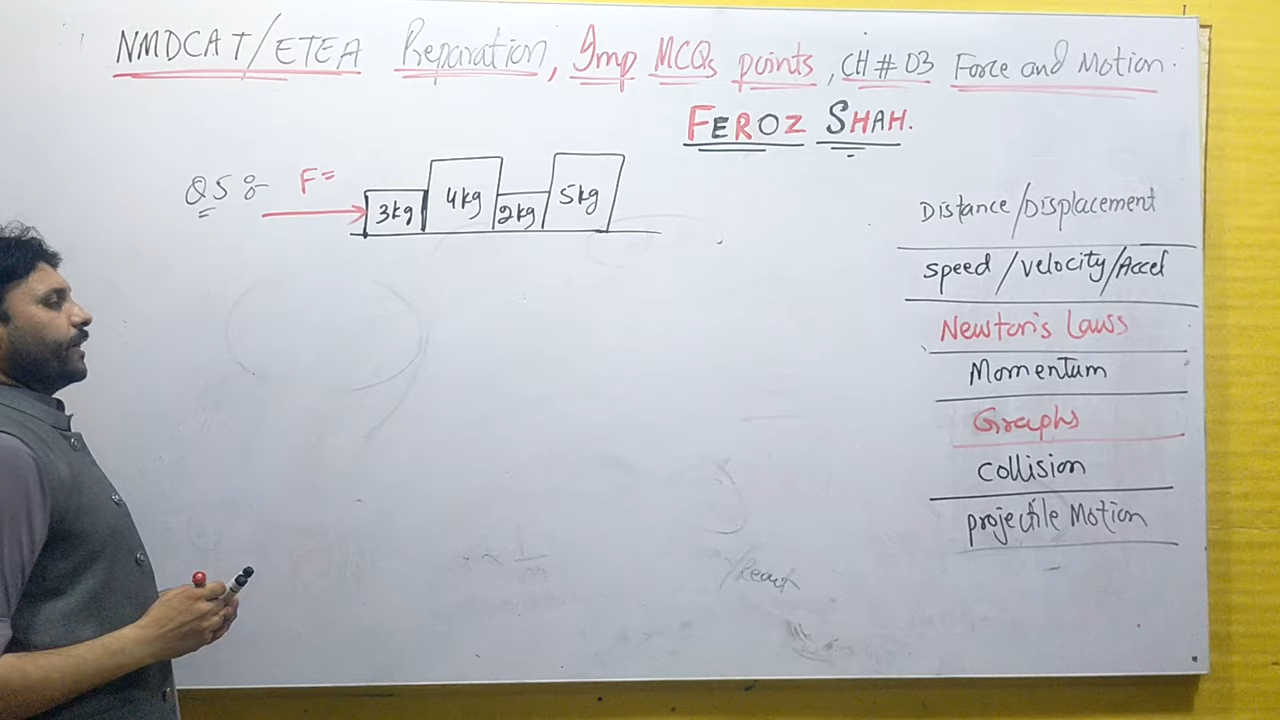 NMDCAT/ETEA Preparation, Imp MCQs points, CH # 03 Force and Motion.
FEROZ SHAH.
Q5:- F= 3kg 4kg 2kg 5kg
Distance/Displacement
speed/velocity/Accel
Newton's Laws
Momentum
Graphs
collision
projectile Motion